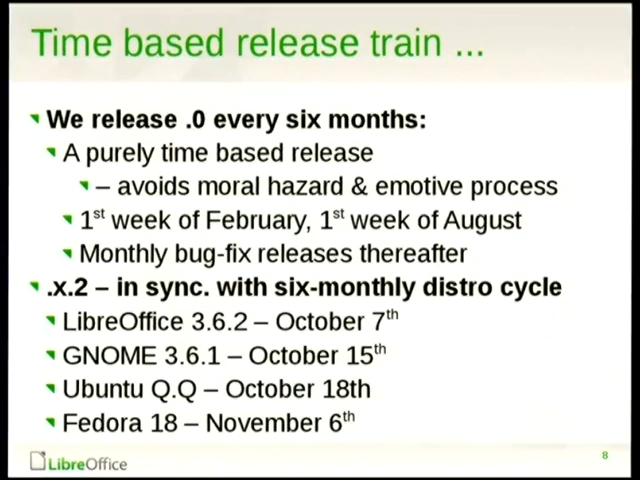 Time based release train ...
We release .0 every six months:
A purely time based release
– avoids moral hazard & emotive process
1st week of February, 1st week of August
Monthly bug-fix releases thereafter
.x.2 – in sync. with six-monthly distro cycle
LibreOffice 3.6.2 – October 7th
GNOME 3.6.1 – October 15th
Ubuntu Q.Q – October 18th
Fedora 18 – November 6th
LibreOffice
8